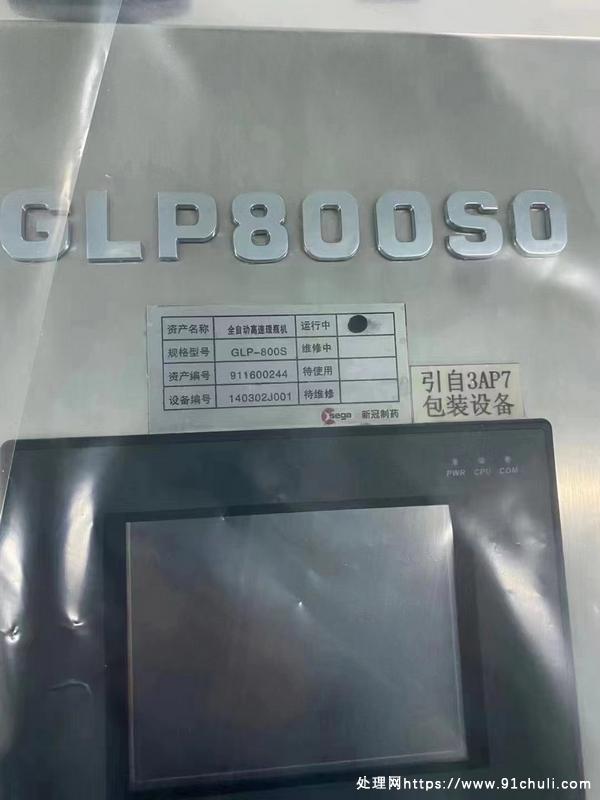 GLP800S0
资产名称 全自动高速理瓶机 运行中
规格型号 GLP-800S 维修中
资产编号 911600244 待使用
设备编号 140302J001 待维修
sega 新冠制药
引自3AP7
包装设备
PWR CPU COM
处理网https://www.91chuli.com